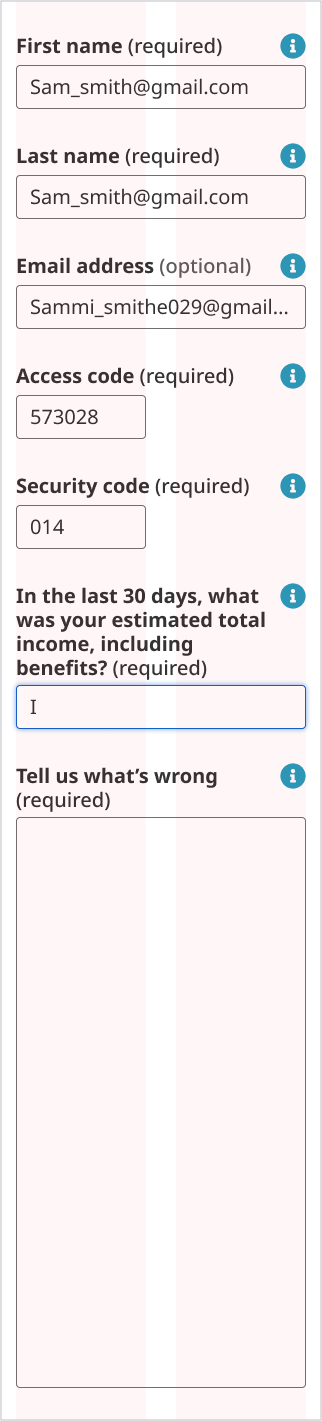 First name (required)
Sam_smith@gmail.com
Last name (required)
Sam_smith@gmail.com
Email address (optional)
Sammi_smithe029@gmail...
Access code (required)
573028
Security code (required)
014
In the last 30 days, what
was your estimated total
income, including
benefits? (required)
I
Tell us what’s wrong
(required)